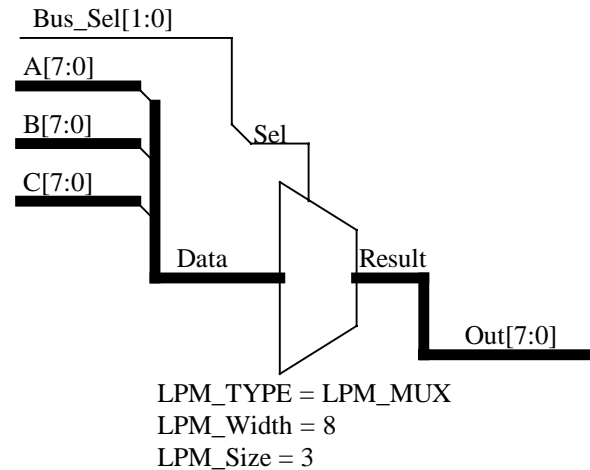 Bus_Sel[1:0]
A[7:0]
B[7:0]
Sel
C[7:0]
Data
Result
Out[7:0]
LPM_TYPE = LPM_MUX
LPM_Width = 8
LPM_Size = 3